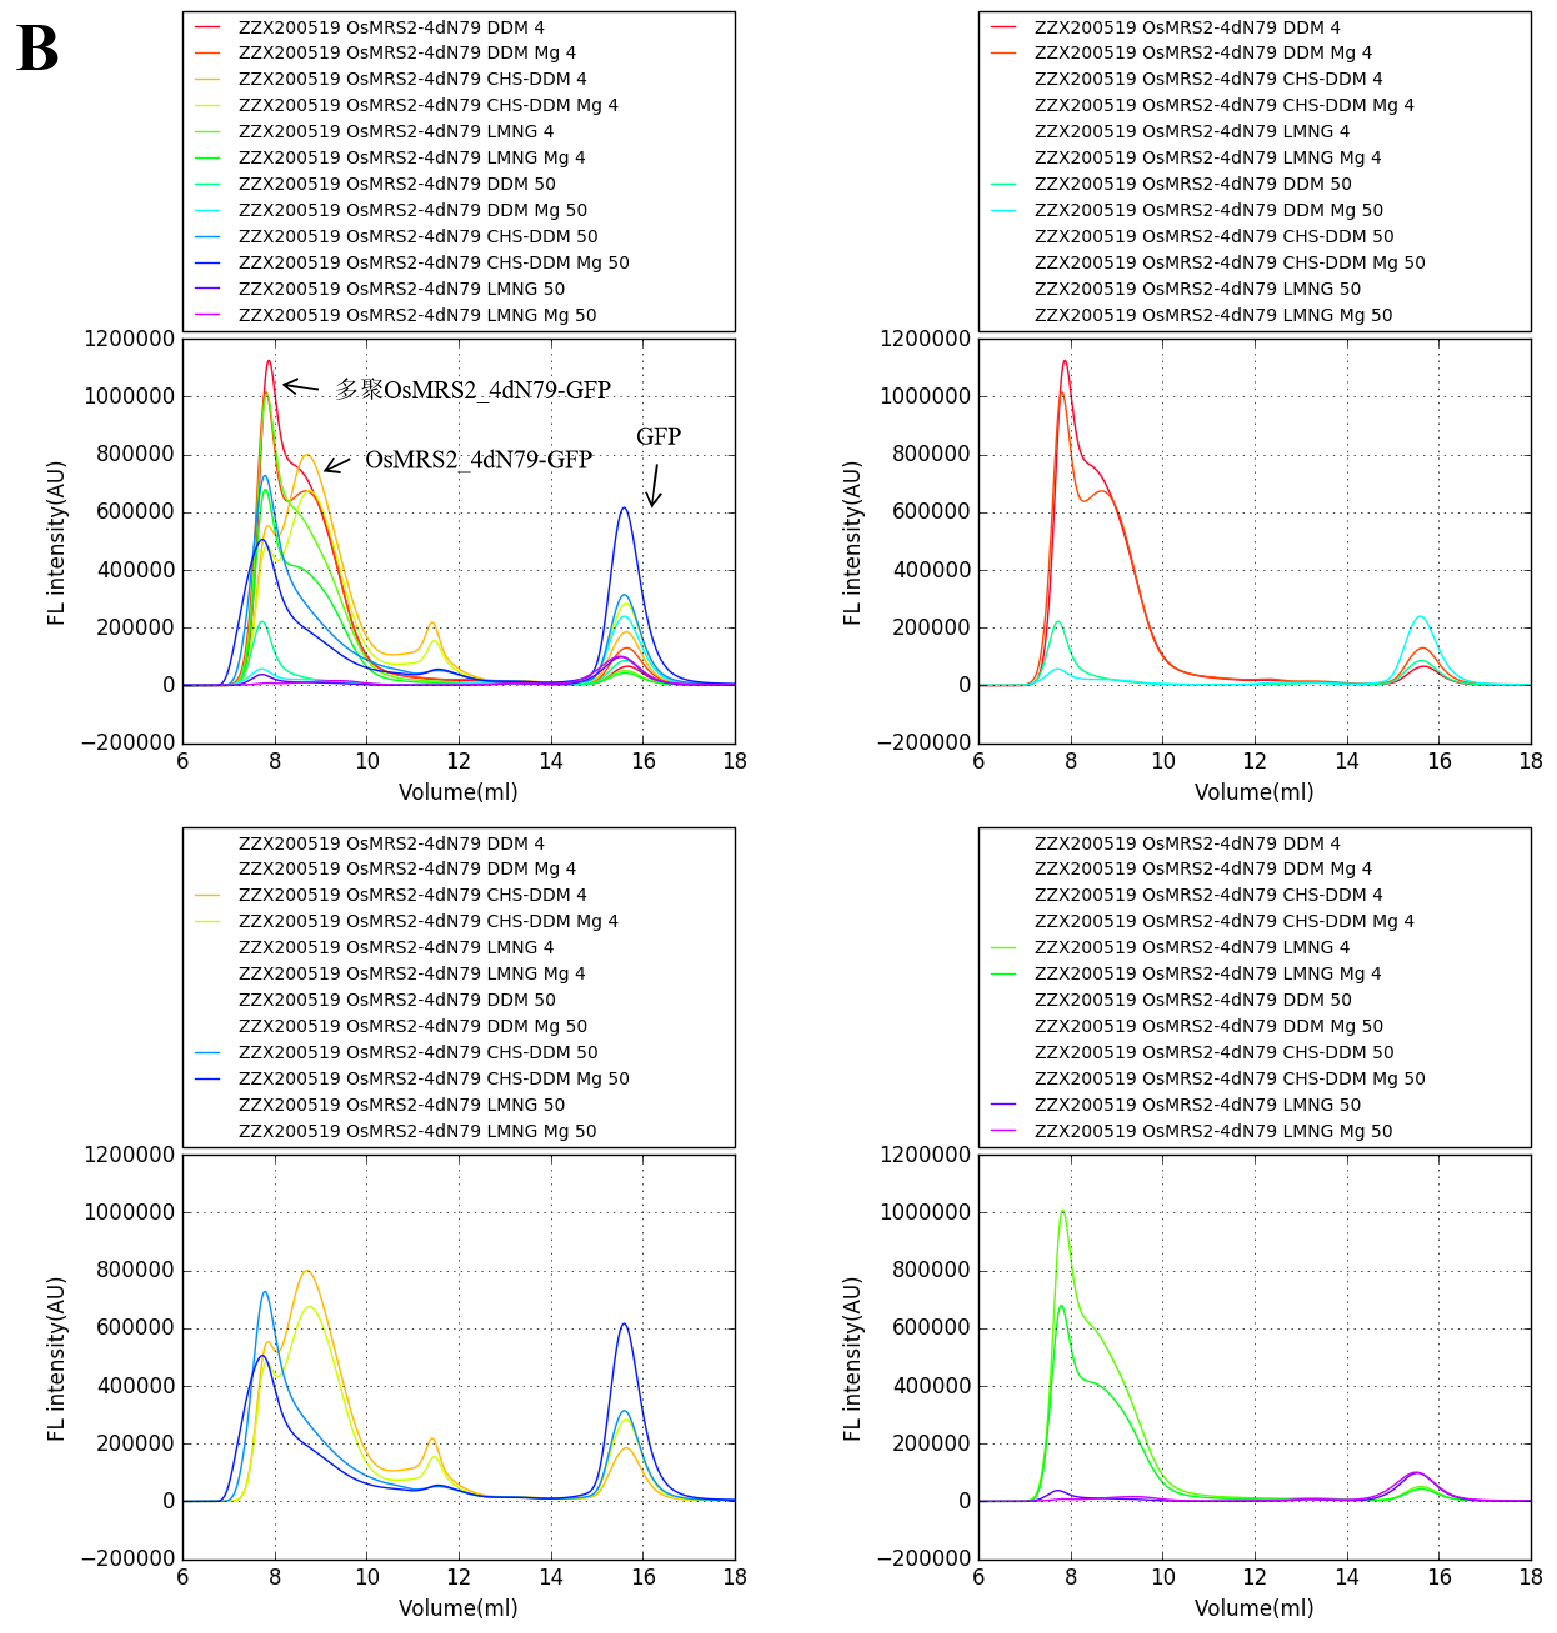 B
ZZX200519 OsMRS2-4dN79 DDM 4
ZZX200519 OsMRS2-4dN79 DDM Mg 4
ZZX200519 OsMRS2-4dN79 CHS-DDM 4
ZZX200519 OsMRS2-4dN79 CHS-DDM Mg 4
ZZX200519 OsMRS2-4dN79 LMNG 4
ZZX200519 OsMRS2-4dN79 LMNG Mg 4
ZZX200519 OsMRS2-4dN79 DDM 50
ZZX200519 OsMRS2-4dN79 DDM Mg 50
ZZX200519 OsMRS2-4dN79 CHS-DDM 50
ZZX200519 OsMRS2-4dN79 CHS-DDM Mg 50
ZZX200519 OsMRS2-4dN79 LMNG 50
ZZX200519 OsMRS2-4dN79 LMNG Mg 50
1200000
1000000
800000
600000
400000
200000
0
−200000
FL intensity(AU)
多聚OsMRS2_4dN79-GFP
GFP
OsMRS2_4dN79-GFP
6 8 10 12 14 16 18
Volume(ml)
ZZX200519 OsMRS2-4dN79 DDM 4
ZZX200519 OsMRS2-4dN79 DDM Mg 4
ZZX200519 OsMRS2-4dN79 CHS-DDM 4
ZZX200519 OsMRS2-4dN79 CHS-DDM Mg 4
ZZX200519 OsMRS2-4dN79 LMNG 4
ZZX200519 OsMRS2-4dN79 LMNG Mg 4
ZZX200519 OsMRS2-4dN79 DDM 50
ZZX200519 OsMRS2-4dN79 DDM Mg 50
ZZX200519 OsMRS2-4dN79 CHS-DDM 50
ZZX200519 OsMRS2-4dN79 CHS-DDM Mg 50
ZZX200519 OsMRS2-4dN79 LMNG 50
ZZX200519 OsMRS2-4dN79 LMNG Mg 50
1200000
1000000
800000
600000
400000
200000
0
−200000
FL intensity(AU)
6 8 10 12 14 16 18
Volume(ml)
ZZX200519 OsMRS2-4dN79 DDM 4
ZZX200519 OsMRS2-4dN79 DDM Mg 4
ZZX200519 OsMRS2-4dN79 CHS-DDM 4
ZZX200519 OsMRS2-4dN79 CHS-DDM Mg 4
ZZX200519 OsMRS2-4dN79 LMNG 4
ZZX200519 OsMRS2-4dN79 LMNG Mg 4
ZZX200519 OsMRS2-4dN79 DDM 50
ZZX200519 OsMRS2-4dN79 DDM Mg 50
ZZX200519 OsMRS2-4dN79 CHS-DDM 50
ZZX200519 OsMRS2-4dN79 CHS-DDM Mg 50
ZZX200519 OsMRS2-4dN79 LMNG 50
ZZX200519 OsMRS2-4dN79 LMNG Mg 50
1200000
1000000
800000
600000
400000
200000
0
−200000
FL intensity(AU)
6 8 10 12 14 16 18
Volume(ml)
ZZX200519 OsMRS2-4dN79 DDM 4
ZZX200519 OsMRS2-4dN79 DDM Mg 4
ZZX200519 OsMRS2-4dN79 CHS-DDM 4
ZZX200519 OsMRS2-4dN79 CHS-DDM Mg 4
ZZX200519 OsMRS2-4dN79 LMNG 4
ZZX200519 OsMRS2-4dN79 LMNG Mg 4
ZZX200519 OsMRS2-4dN79 DDM 50
ZZX200519 OsMRS2-4dN79 DDM Mg 50
ZZX200519 OsMRS2-4dN79 CHS-DDM 50
ZZX200519 OsMRS2-4dN79 CHS-DDM Mg 50
ZZX200519 OsMRS2-4dN79 LMNG 50
ZZX200519 OsMRS2-4dN79 LMNG Mg 50
1200000
1000000
800000
600000
400000
200000
0
−200000
FL intensity(AU)
6 8 10 12 14 16 18
Volume(ml)